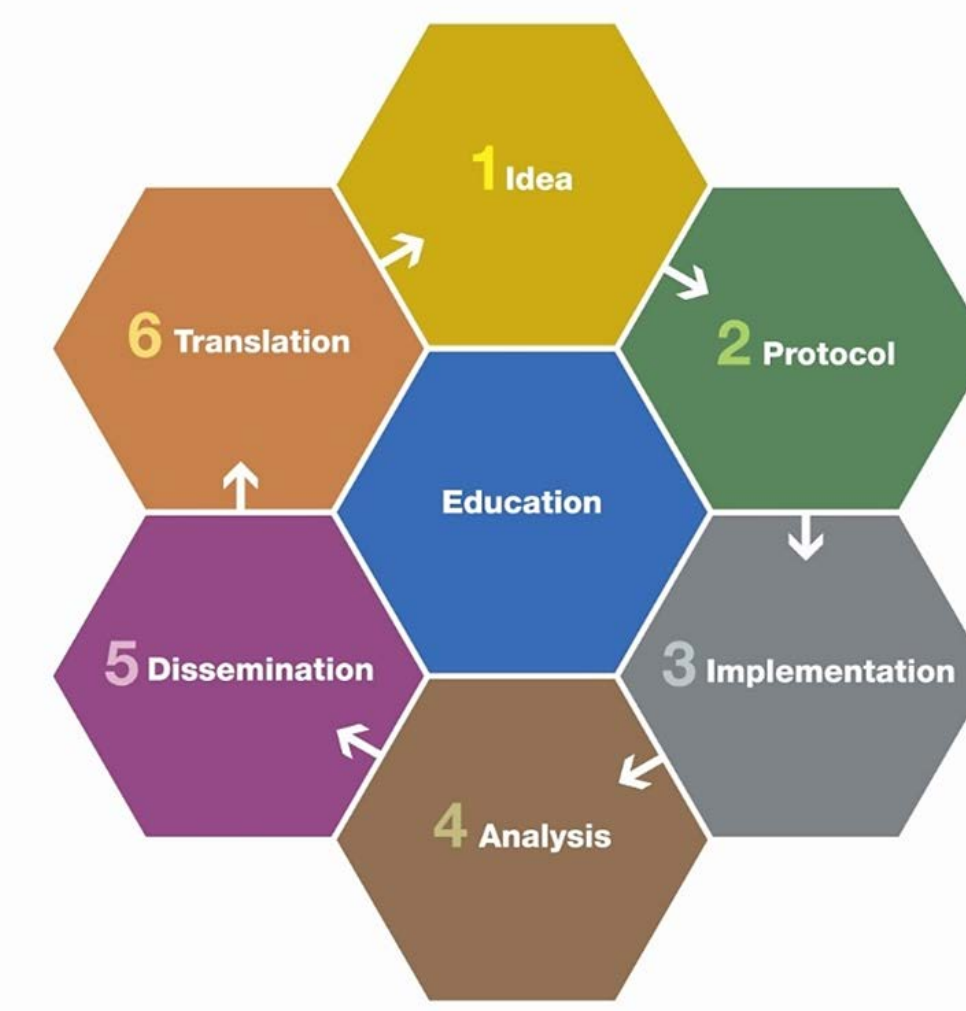 1 Idea
2 Protocol
3 Implementation
4 Analysis
5 Dissemination
6 Translation
Education